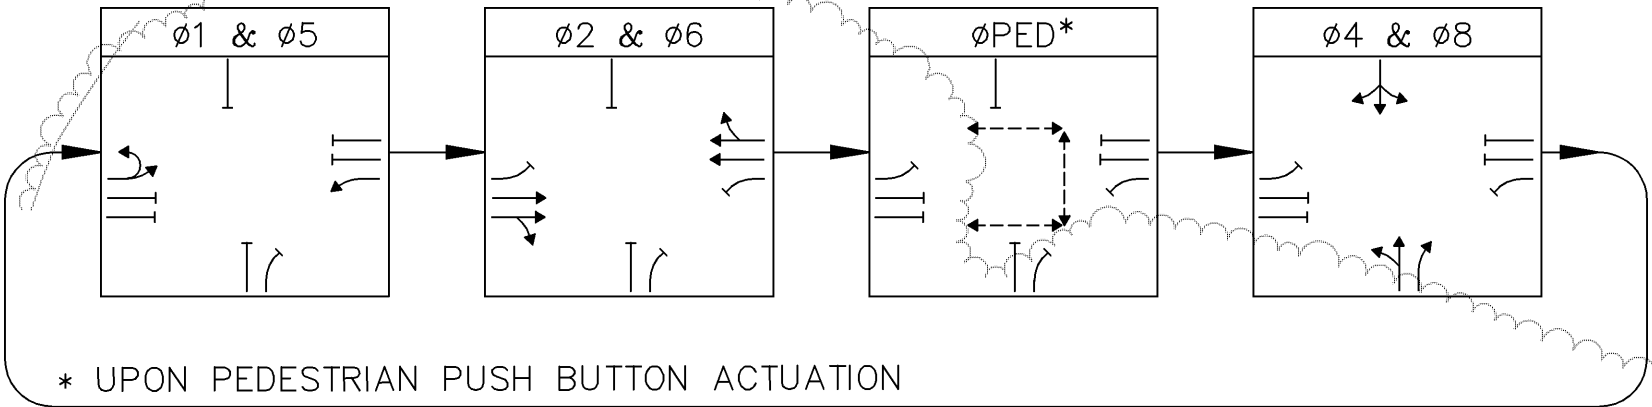 ø1 & ø5
ø2 & ø6
øPED*
ø4 & ø8
* UPON PEDESTRIAN PUSH BUTTON ACTUATION